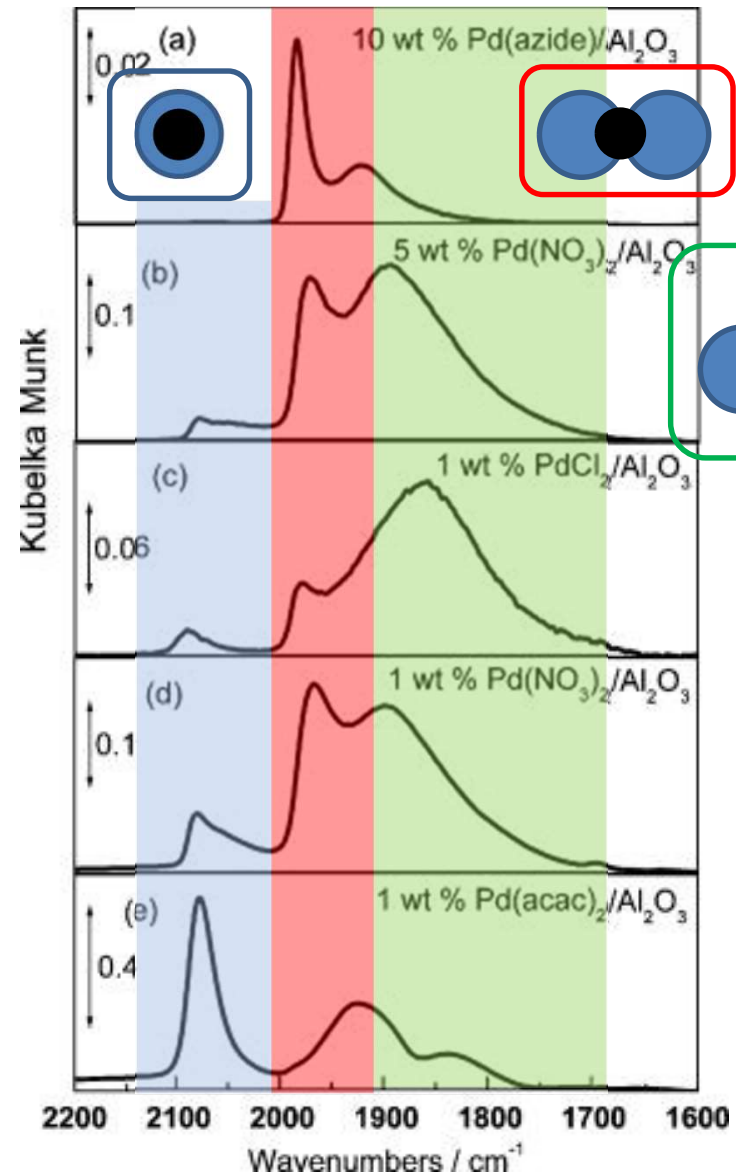 (a) 10 wt % Pd(azide)/Al₂O₃
0.02
(b) 5 wt % Pd(NO₃)₂/Al₂O₃
0.1
(c) 1 wt % PdCl₂/Al₂O₃
0.06
(d) 1 wt % Pd(NO₃)₂/Al₂O₃
0.1
(e) 1 wt % Pd(acac)₂/Al₂O₃
0.4
Kubelka Munk
2200 2100 2000 1900 1800 1700 1600
Wavenumbers / cm⁻¹